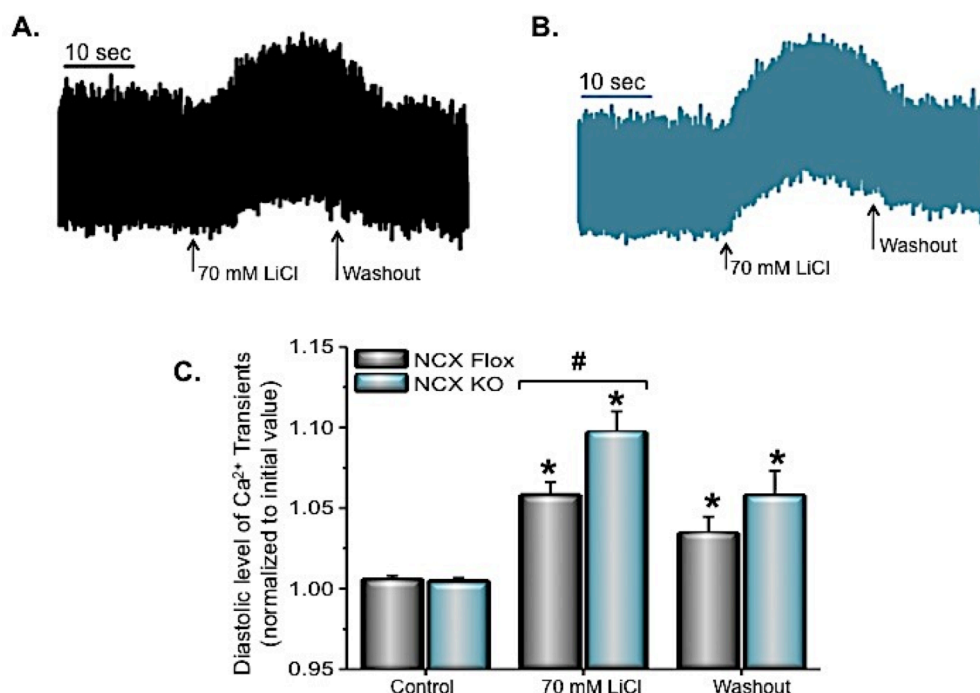 A.
10 sec
70 mM LiCl
Washout
B.
10 sec
70 mM LiCl
Washout
C.
Diastolic level of Ca²⁺ Transients
(normalized to initial value)
1.15
1.10
1.05
1.00
0.95
NCX Flox
NCX KO
#
*
*
*
*
Control
70 mM LiCl
Washout